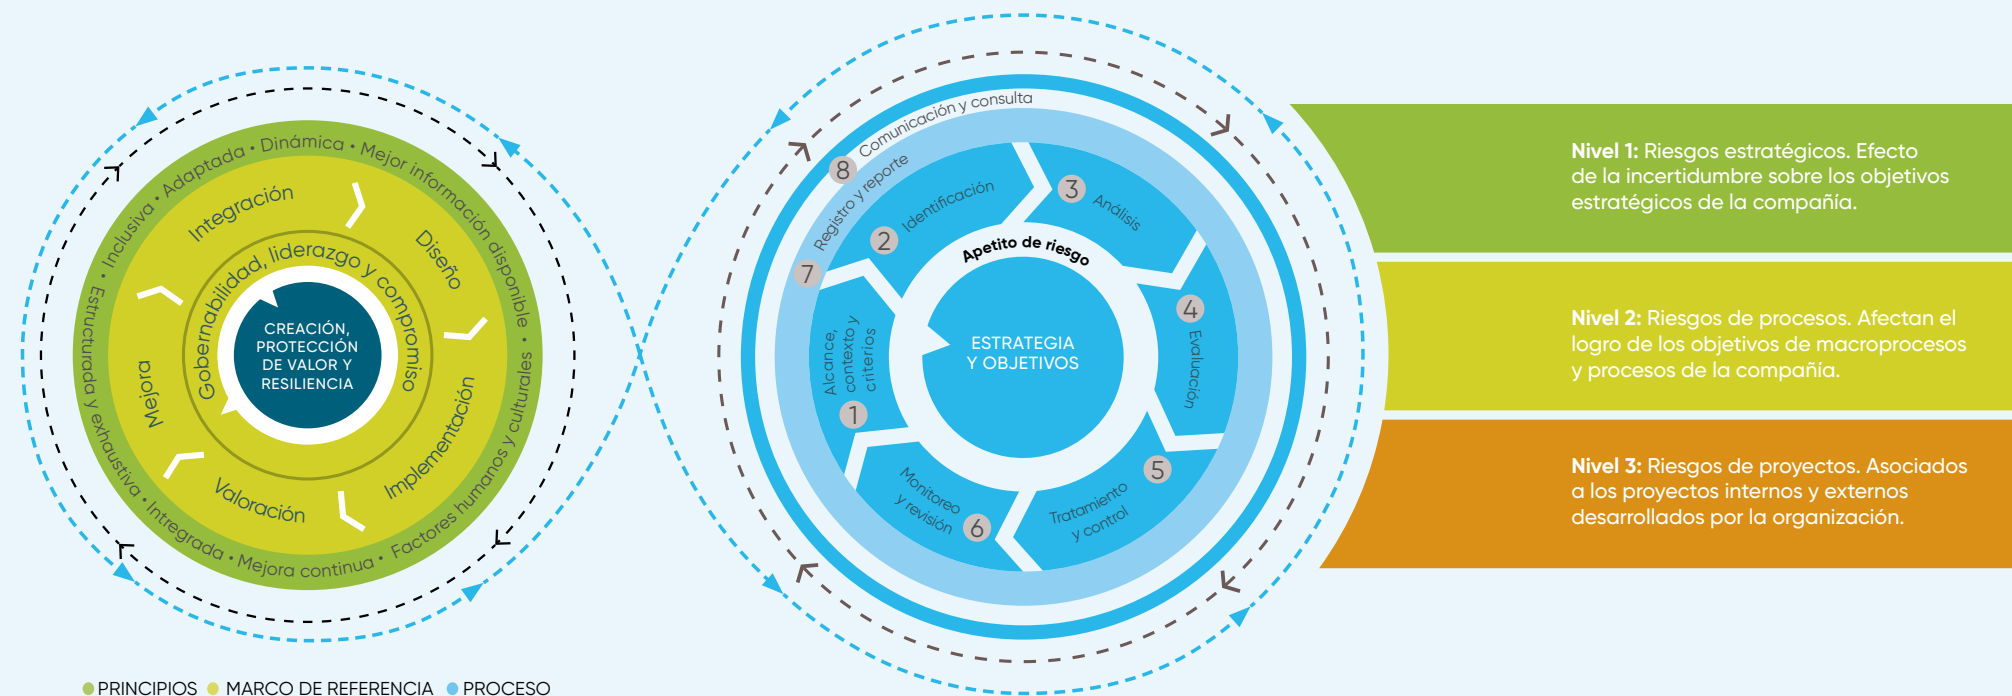 Estructurada y exhaustiva • Inclusiva • Adaptada • Dinámica • Mejor información disponible •
Intregrada • Mejora continua • Factores humanos y culturales •
Integración
Diseño
Implementación
Valoración
Mejora
Gobernabilidad, liderazgo y compromiso
CREACIÓN,
PROTECCIÓN
DE VALOR Y
RESILIENCIA
8
Comunicación y consulta
7
Registro y reporte
1
Alcance,
contexto y
criterios
2
Identificación
3
Análisis
4
Evaluación
5
Tratamiento
y control
6
Monitoreo
y revisión
Apetito de riesgo
ESTRATEGIA
Y OBJETIVOS
Nivel 1: Riesgos estratégicos. Efecto
de la incertidumbre sobre los objetivos
estratégicos de la compañía.
Nivel 2: Riesgos de procesos. Afectan el
logro de los objetivos de macroprocesos
y procesos de la compañía.
Nivel 3: Riesgos de proyectos. Asociados
a los proyectos internos y externos
desarrollados por la organización.
PRINCIPIOS MARCO DE REFERENCIA PROCESO